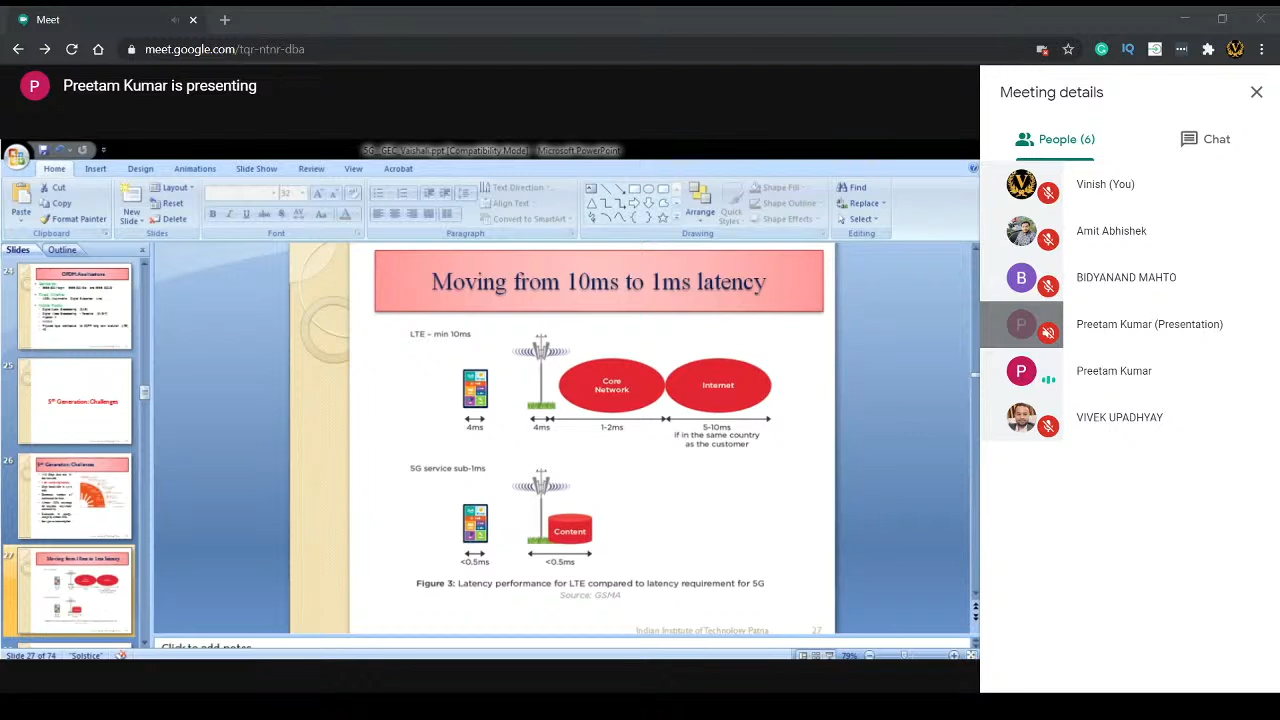 Meet
meet.google.com/tqr-ntnr-dba
P Preetam Kumar is presenting
Meeting details
People (6) Chat
Vinish (You)
Amit Abhishek
B BIDYANAND MAHTO
P Preetam Kumar (Presentation)
P Preetam Kumar
VIVEK UPADHYAY
5G_GEC_Vaishali.ppt [Compatibility Mode] - Microsoft PowerPoint
Home Insert Design Animations Slide Show Review View Acrobat
Paste Cut Copy Format Painter
Clipboard
New Slide Layout Reset Delete
Slides
32
Font
Text Direction
Align Text
Convert to SmartArt
Paragraph
Arrange Quick Styles
Shape Fill
Shape Outline
Shape Effects
Drawing
Find
Replace
Select
Editing
Slides Outline
24
OFDM Applications
25
5th Generation: Challenges
26
5th Generation: Challenges
27
Moving from 10ms to 1ms latency
Moving from 10ms to 1ms latency
LTE – min 10ms
Core
Network
Internet
4ms 4ms 1-2ms 5-10ms
if in the same country
as the customer
5G service sub-1ms
Content
<0.5ms <0.5ms
Figure 3: Latency performance for LTE compared to latency requirement for 5G
Source: GSMA
Indian Institute of Technology Patna 27
Click to add notes
Slide 27 of 74 "Solstice" 79%